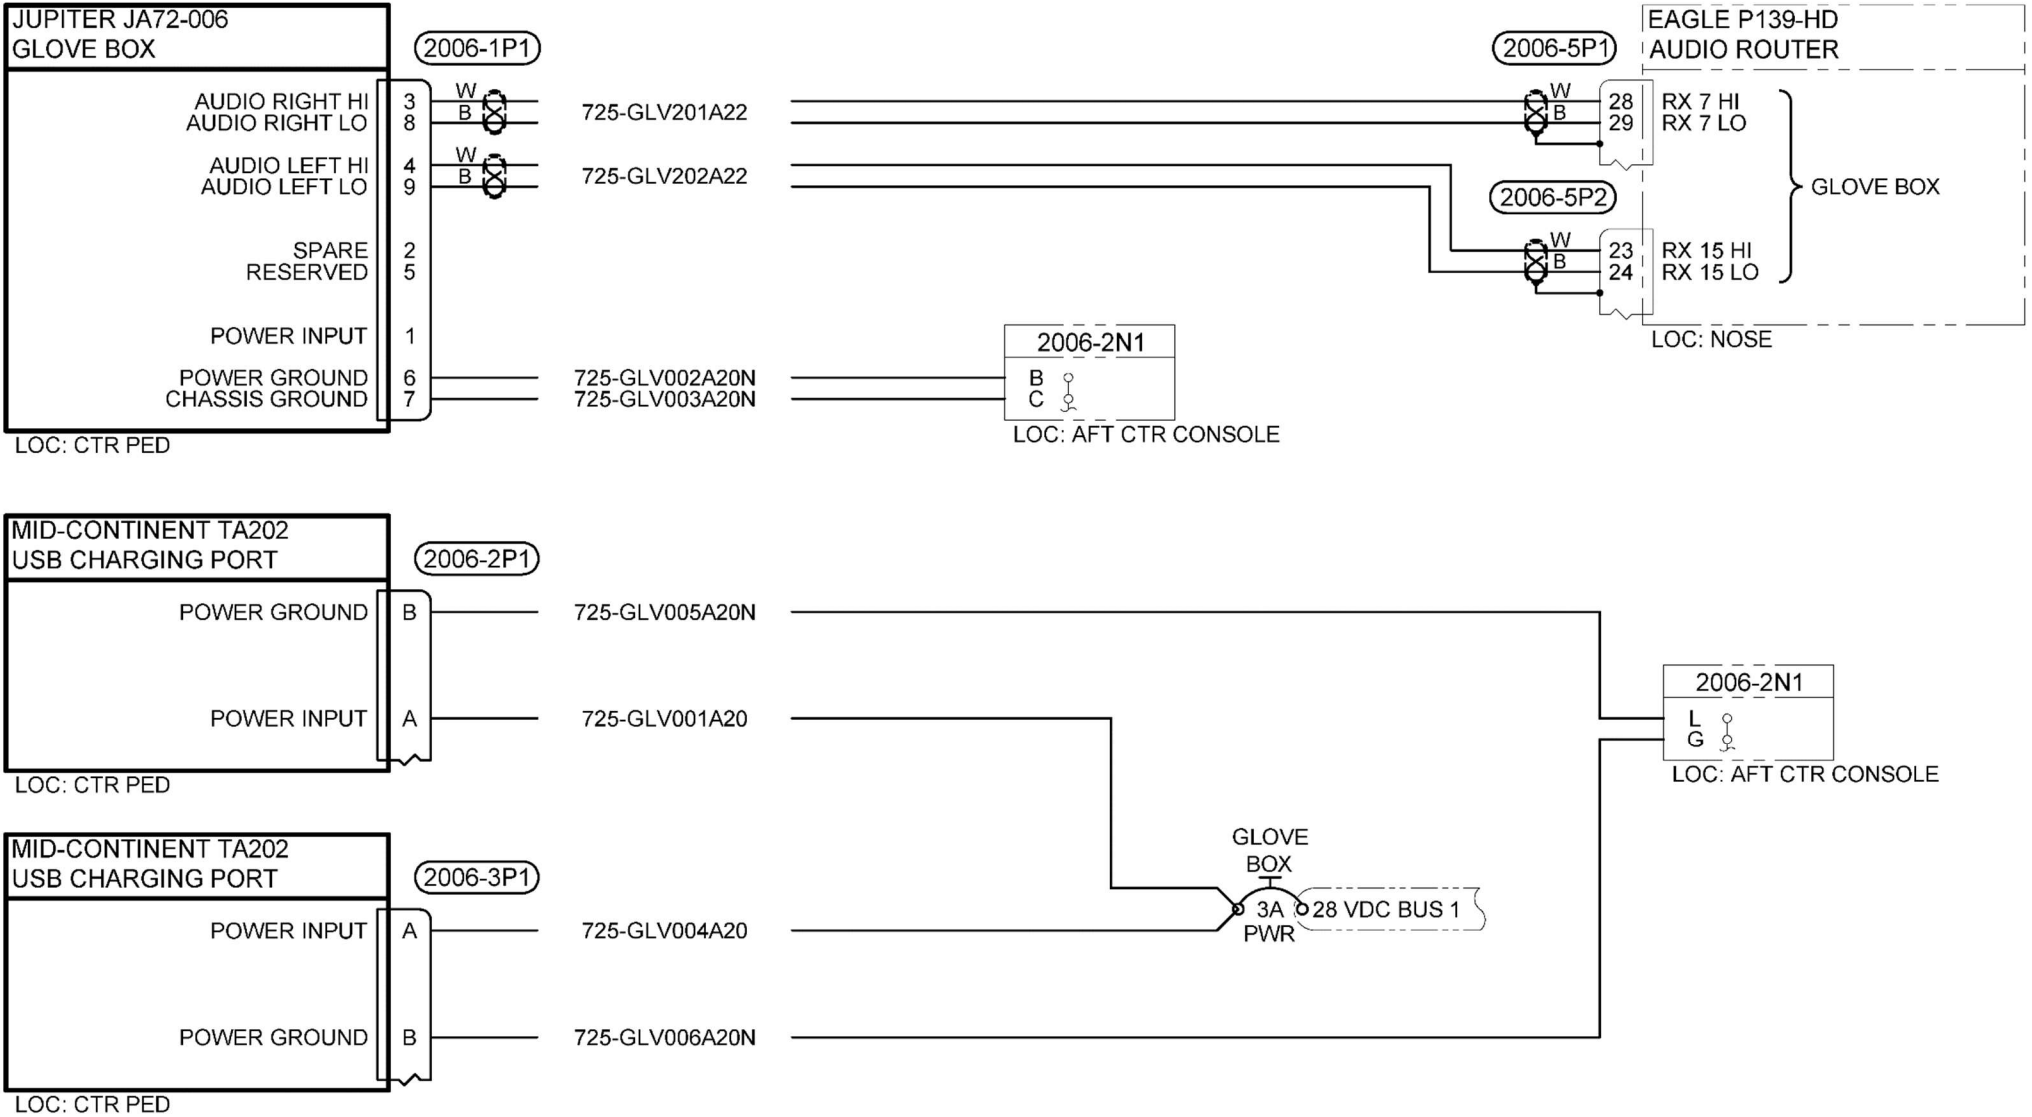 JUPITER JA72-006
GLOVE BOX
2006-1P1
AUDIO RIGHT HI 3 W
AUDIO RIGHT LO 8 B
725-GLV201A22
AUDIO LEFT HI 4 W
AUDIO LEFT LO 9 B
725-GLV202A22
SPARE 2
RESERVED 5
POWER INPUT 1
POWER GROUND 6 725-GLV002A20N
CHASSIS GROUND 7 725-GLV003A20N
LOC: CTR PED
2006-2N1
B
C
LOC: AFT CTR CONSOLE
EAGLE P139-HD
AUDIO ROUTER
2006-5P1
W 28 RX 7 HI
B 29 RX 7 LO
2006-5P2
W 23 RX 15 HI
B 24 RX 15 LO
GLOVE BOX
LOC: NOSE
MID-CONTINENT TA202
USB CHARGING PORT
2006-2P1
POWER GROUND B 725-GLV005A20N
POWER INPUT A 725-GLV001A20
LOC: CTR PED
2006-2N1
L
G
LOC: AFT CTR CONSOLE
MID-CONTINENT TA202
USB CHARGING PORT
2006-3P1
POWER INPUT A 725-GLV004A20
POWER GROUND B 725-GLV006A20N
LOC: CTR PED
GLOVE
BOX
3A
PWR
28 VDC BUS 1